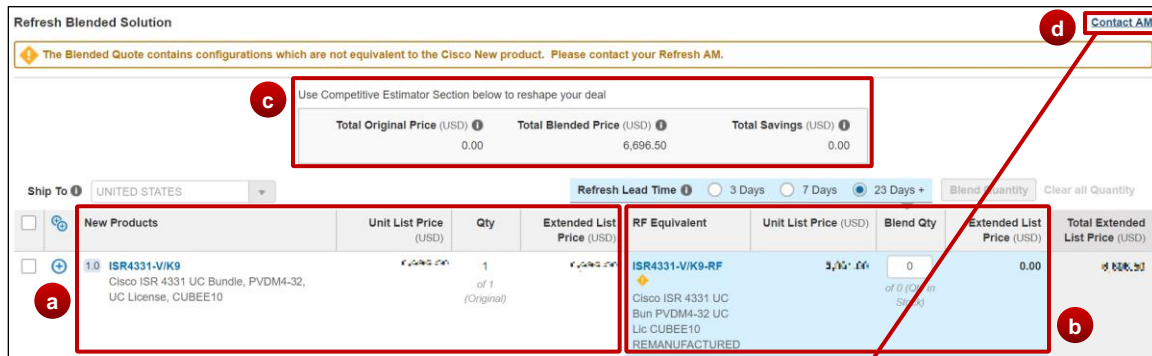 Refresh Blended Solution
d
Contact AM
The Blended Quote contains configurations which are not equivalent to the Cisco New product. Please contact your Refresh AM.
c
Use Competitive Estimator Section below to reshape your deal
Total Original Price (USD) Total Blended Price (USD) Total Savings (USD)
0.00 6,696.50 0.00
Ship To UNITED STATES Refresh Lead Time 3 Days 7 Days 23 Days + Blend Quantity Clear all Quantity
New Products Unit List Price (USD) Qty Extended List Price (USD) RF Equivalent Unit List Price (USD) Blend Qty Extended List Price (USD) Total Extended List Price (USD)
1.0 ISR4331-V/K9 1 ISR4331-V/K9-RF 0 0.00
Cisco ISR 4331 UC Bundle, PVDM4-32, UC License, CUBEE10
of 1 (Original)
Cisco ISR 4331 UC
Bun PVDM4-32 UC
Lic CUBEE10
REMANUFACTURED
of 0 (Qty in Stock)
a
b